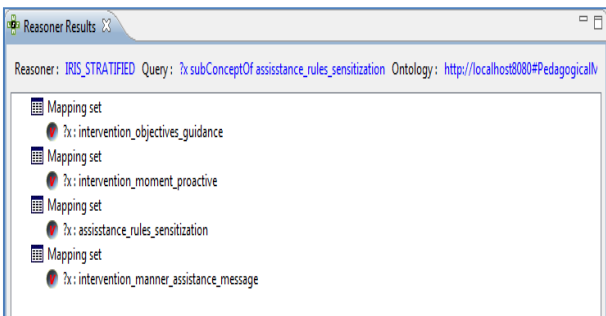 Reasoner Results
Reasoner: IRIS_STRATIFIED Query: ?x subConceptOf assisstance_rules_sensitization Ontology: http://localhost8080#PedagogicalM
Mapping set
?x : intervention_objectives_guidance
Mapping set
?x : intervention_moment_proactive
Mapping set
?x : assisstance_rules_sensitization
Mapping set
?x : intervention_manner_assistance_message